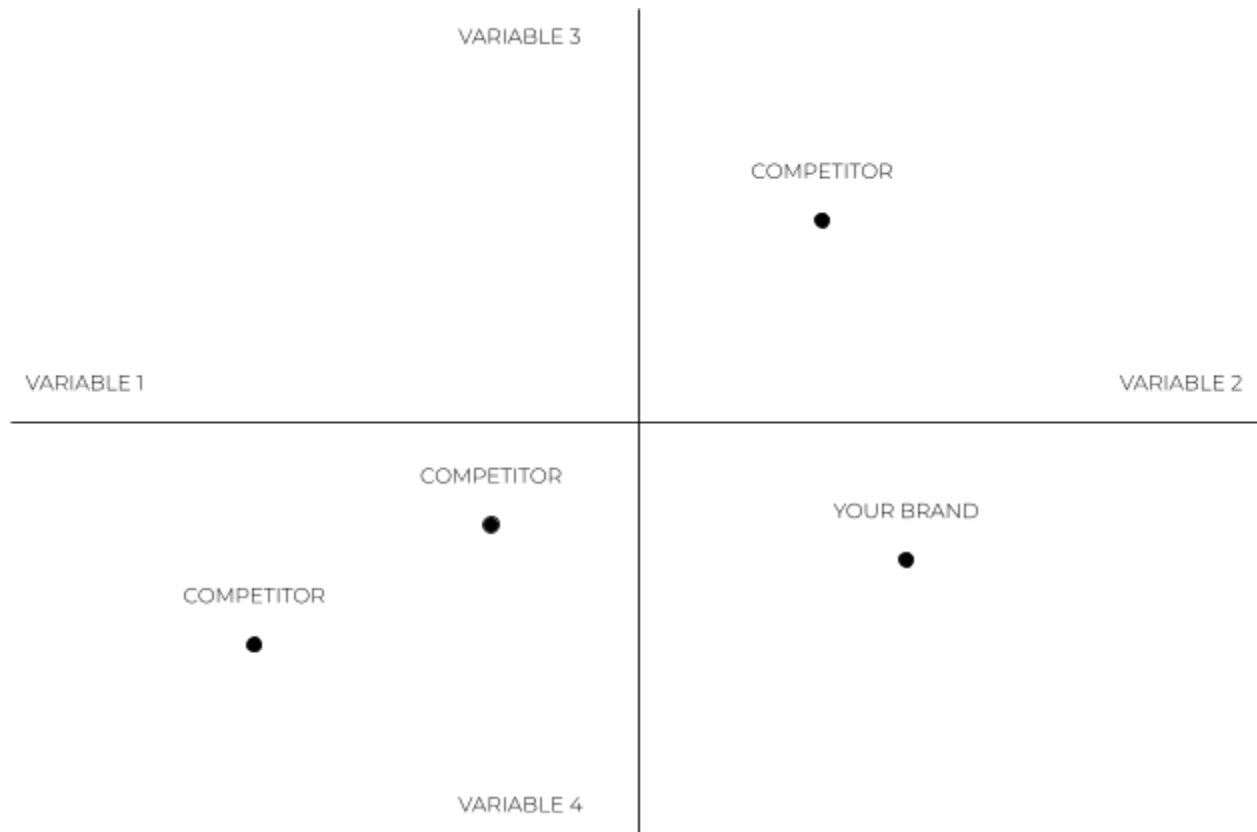 VARIABLE 3
COMPETITOR
VARIABLE 1
VARIABLE 2
COMPETITOR
YOUR BRAND
COMPETITOR
VARIABLE 4